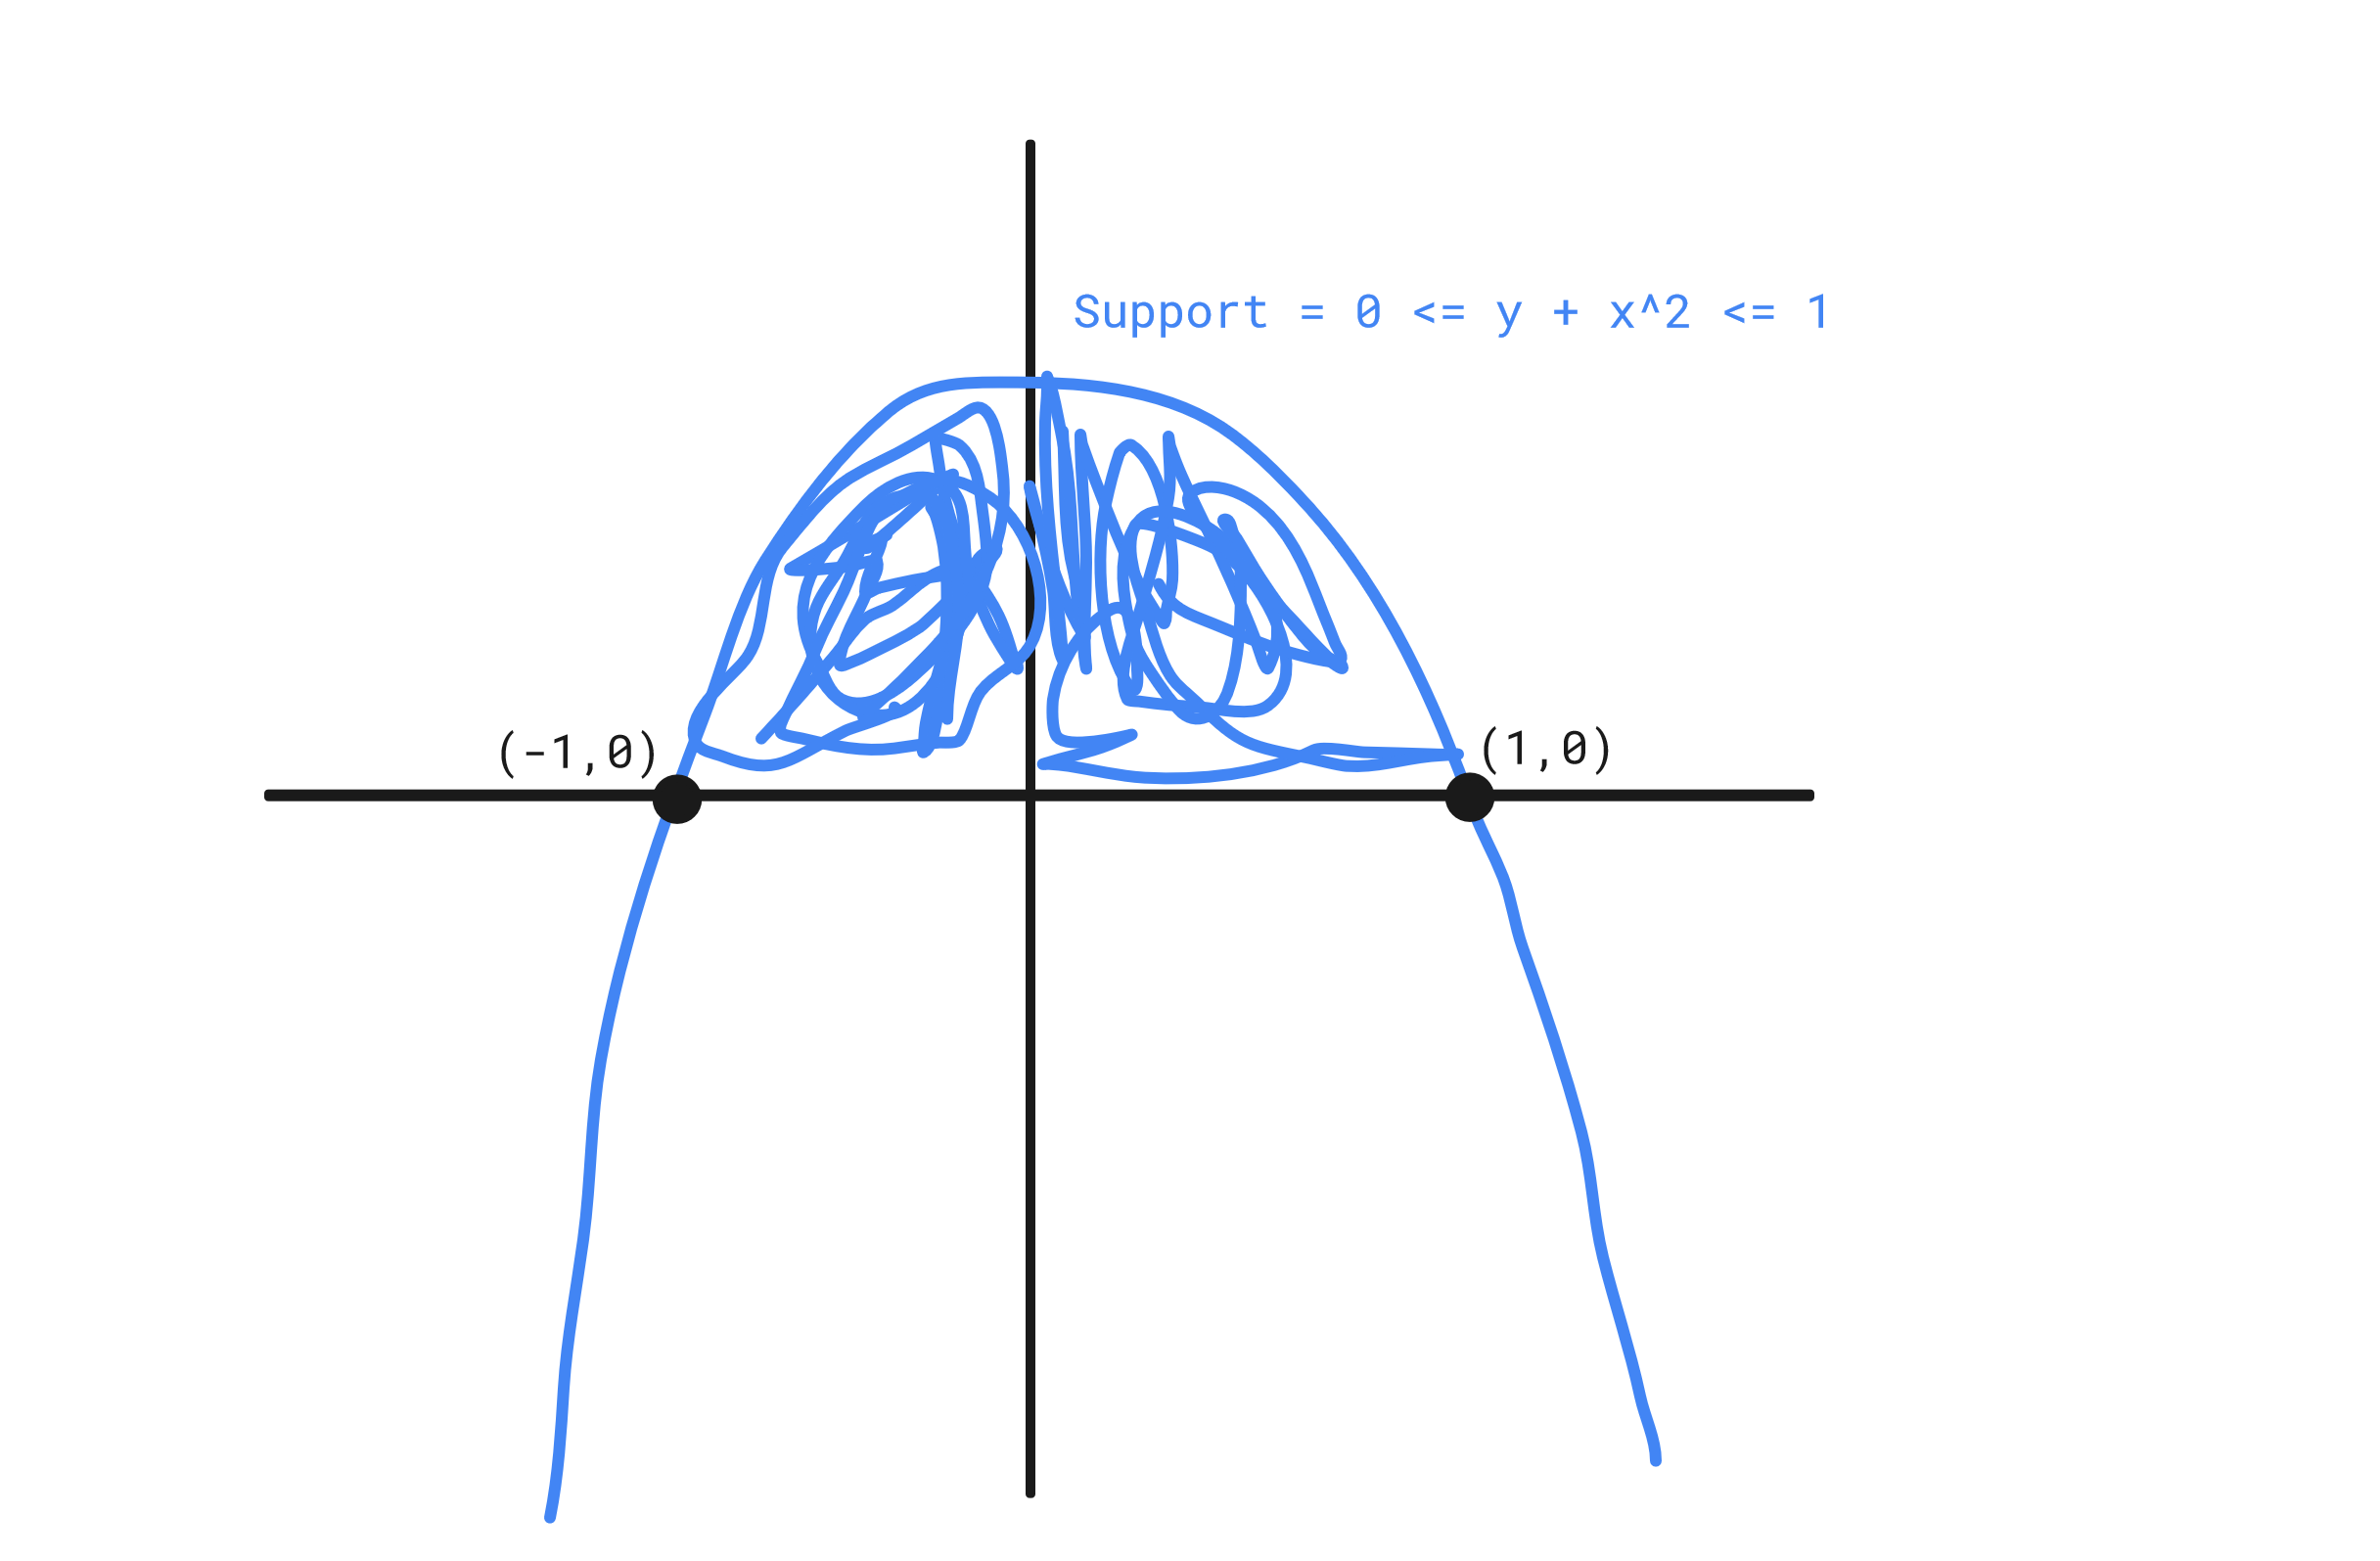 Support = 0 <= y + x^2 <= 1
(-1,0)
(1,0)